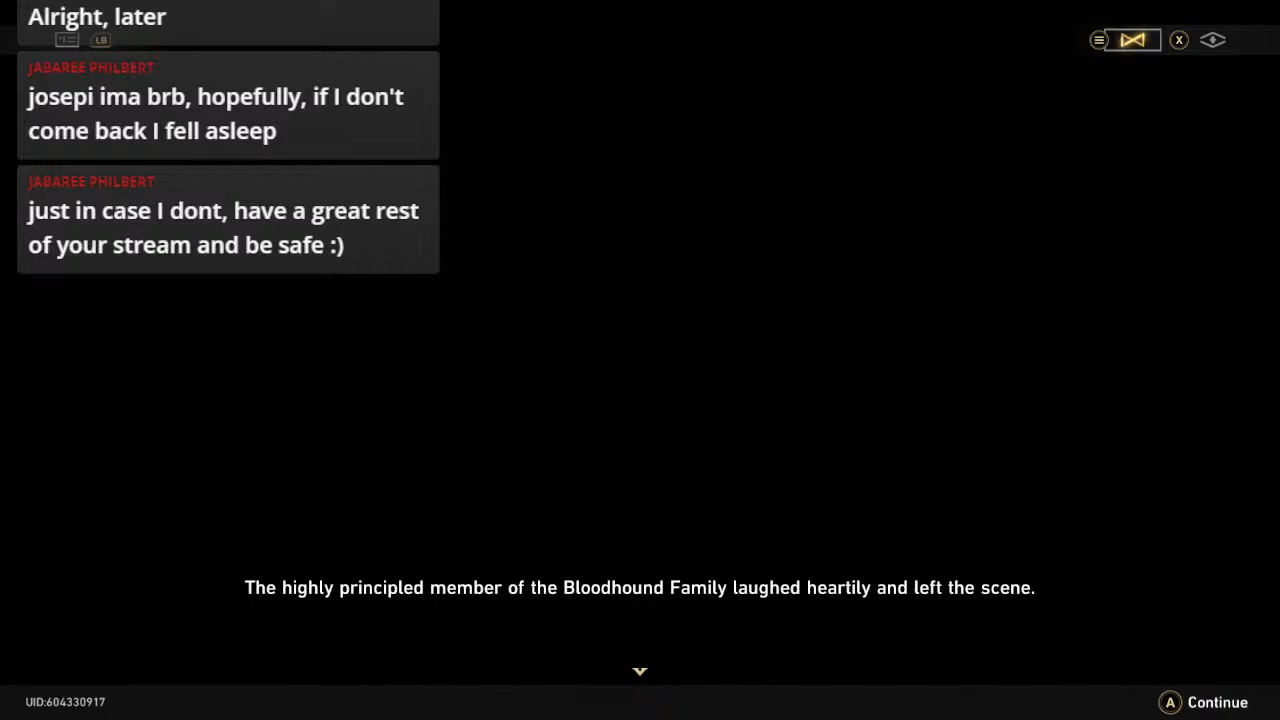 Alright, later
LB
X
JABAREE PHILBERT
josepi ima brb, hopefully, if I don't
come back I fell asleep
JABAREE PHILBERT
just in case I dont, have a great rest
of your stream and be safe :)
The highly principled member of the Bloodhound Family laughed heartily and left the scene.
UID:604330917
A Continue